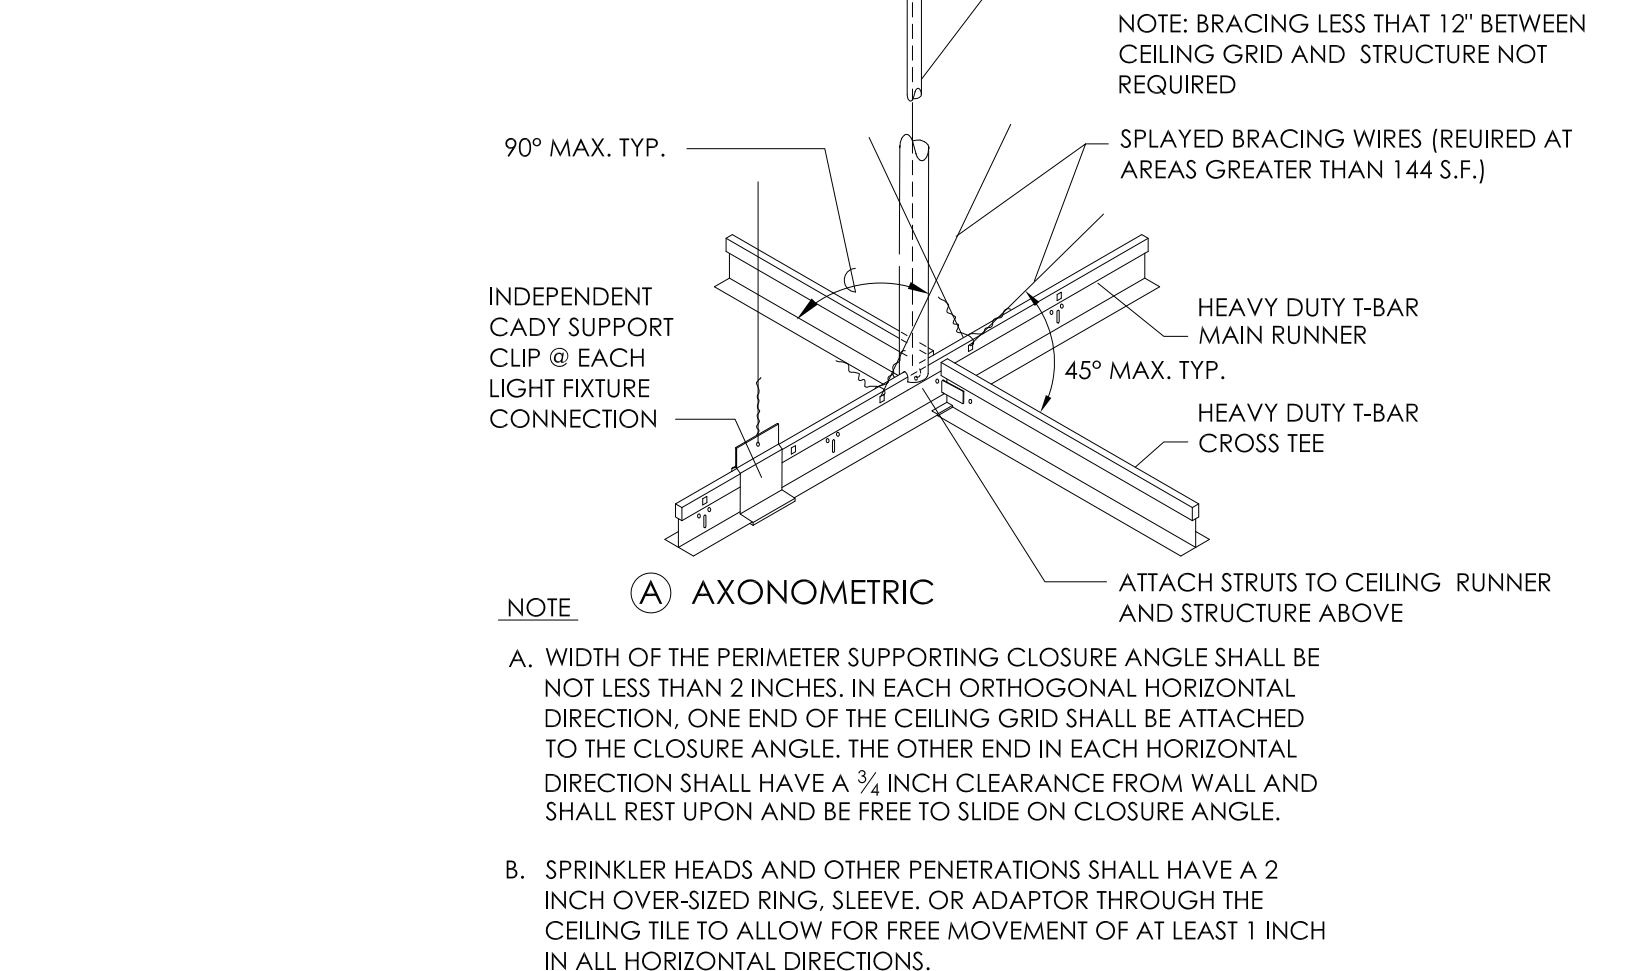 NOTE: BRACING LESS THAT 12" BETWEEN
CEILING GRID AND STRUCTURE NOT
REQUIRED
90° MAX. TYP.
SPLAYED BRACING WIRES (REUIRED AT
AREAS GREATER THAN 144 S.F.)
INDEPENDENT
CADY SUPPORT
CLIP @ EACH
LIGHT FIXTURE
CONNECTION
HEAVY DUTY T-BAR
MAIN RUNNER
45° MAX. TYP.
HEAVY DUTY T-BAR
CROSS TEE
ATTACH STRUTS TO CEILING RUNNER
AND STRUCTURE ABOVE
A AXONOMETRIC
NOTE
A. WIDTH OF THE PERIMETER SUPPORTING CLOSURE ANGLE SHALL BE
NOT LESS THAN 2 INCHES. IN EACH ORTHOGONAL HORIZONTAL
DIRECTION, ONE END OF THE CEILING GRID SHALL BE ATTACHED
TO THE CLOSURE ANGLE. THE OTHER END IN EACH HORIZONTAL
DIRECTION SHALL HAVE A ¾ INCH CLEARANCE FROM WALL AND
SHALL REST UPON AND BE FREE TO SLIDE ON CLOSURE ANGLE.
B. SPRINKLER HEADS AND OTHER PENETRATIONS SHALL HAVE A 2
INCH OVER-SIZED RING, SLEEVE. OR ADAPTOR THROUGH THE
CEILING TILE TO ALLOW FOR FREE MOVEMENT OF AT LEAST 1 INCH
IN ALL HORIZONTAL DIRECTIONS.